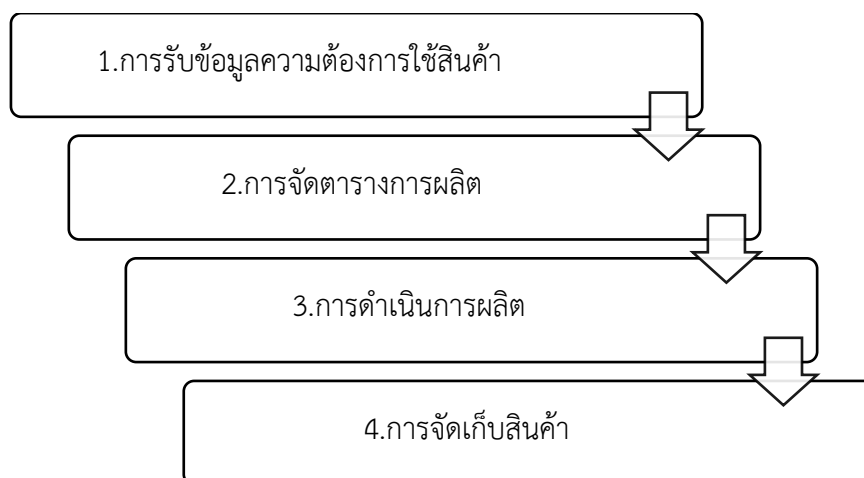 1.การรับข้อมูลความต้องการใช้สินค้า
2.การจัดตารางการผลิต
3.การดำเนินการผลิต
4.การจัดเก็บสินค้า